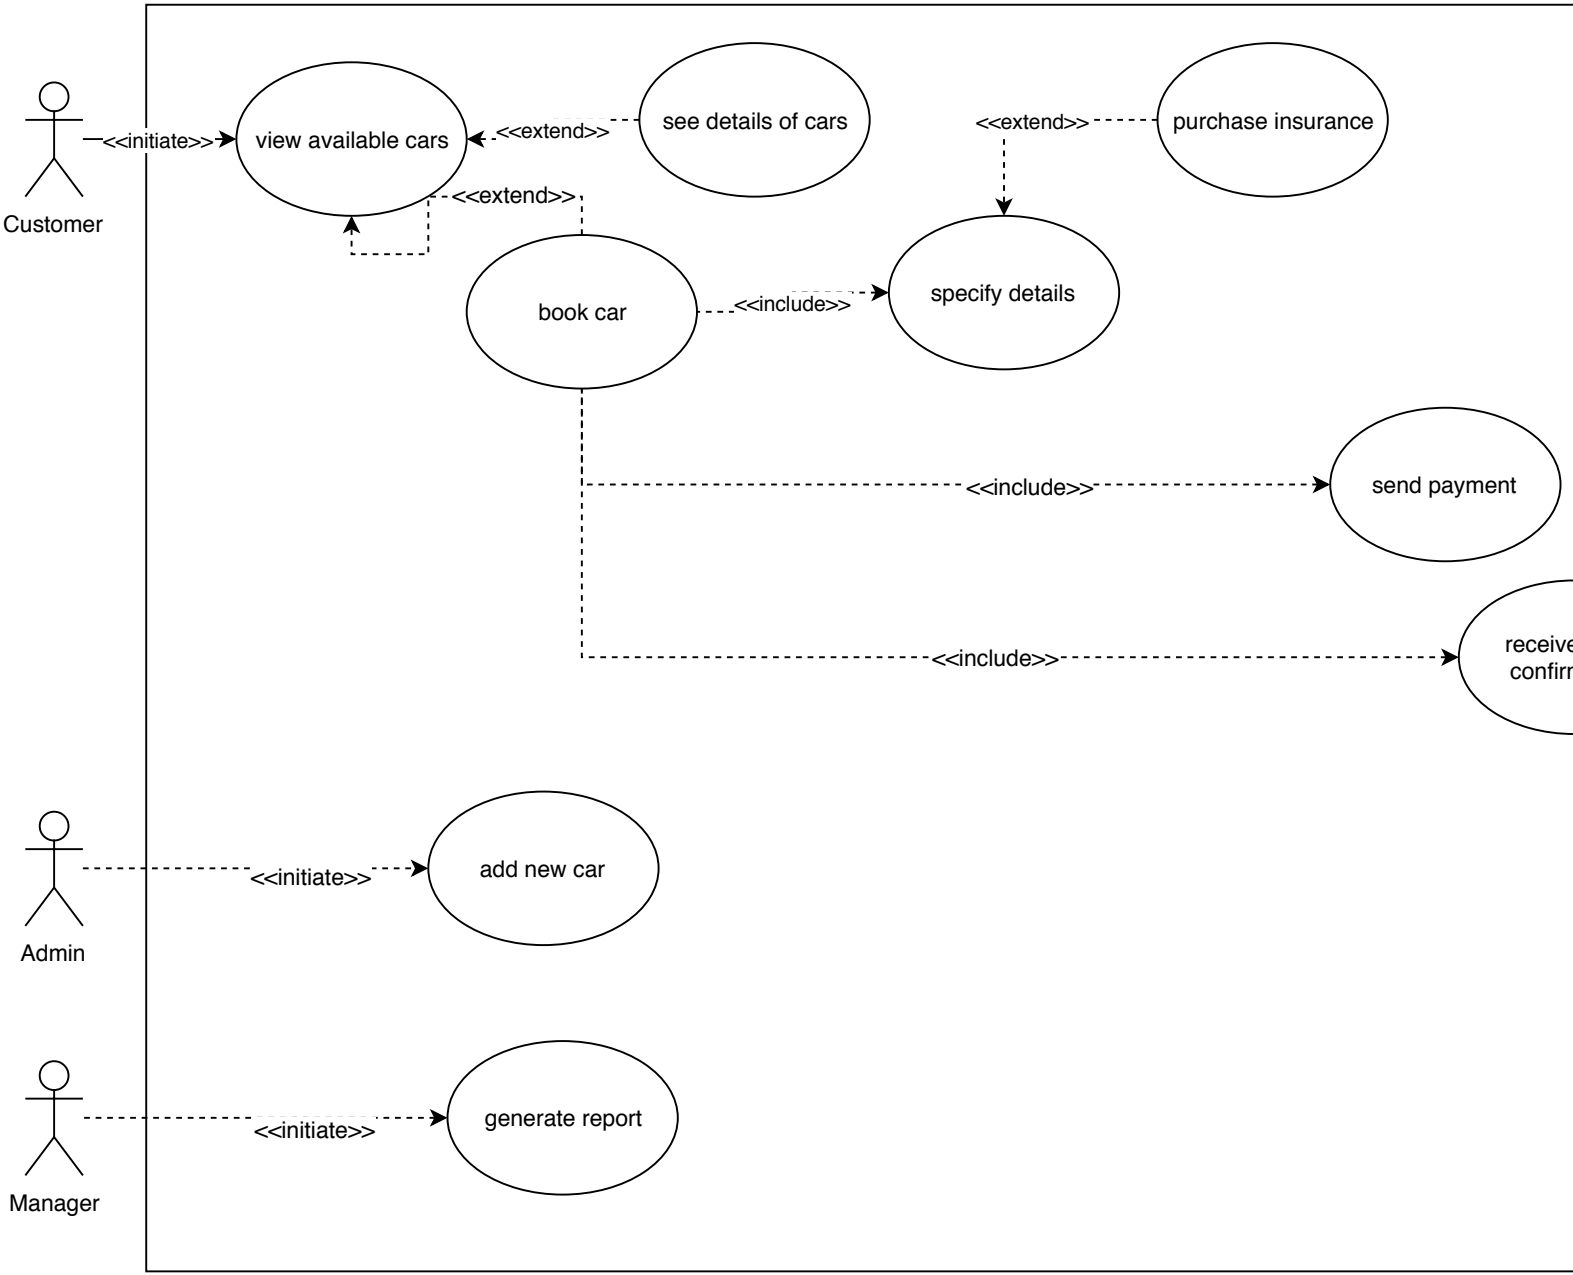 Customer
<<initiate>>
view available cars
<<extend>>
see details of cars
<<extend>>
purchase insurance
<<extend>>
book car
<<include>>
specify details
<<include>>
send payment
<<include>>
receive
Admin
<<initiate>>
add new car
Manager
<<initiate>>
generate report